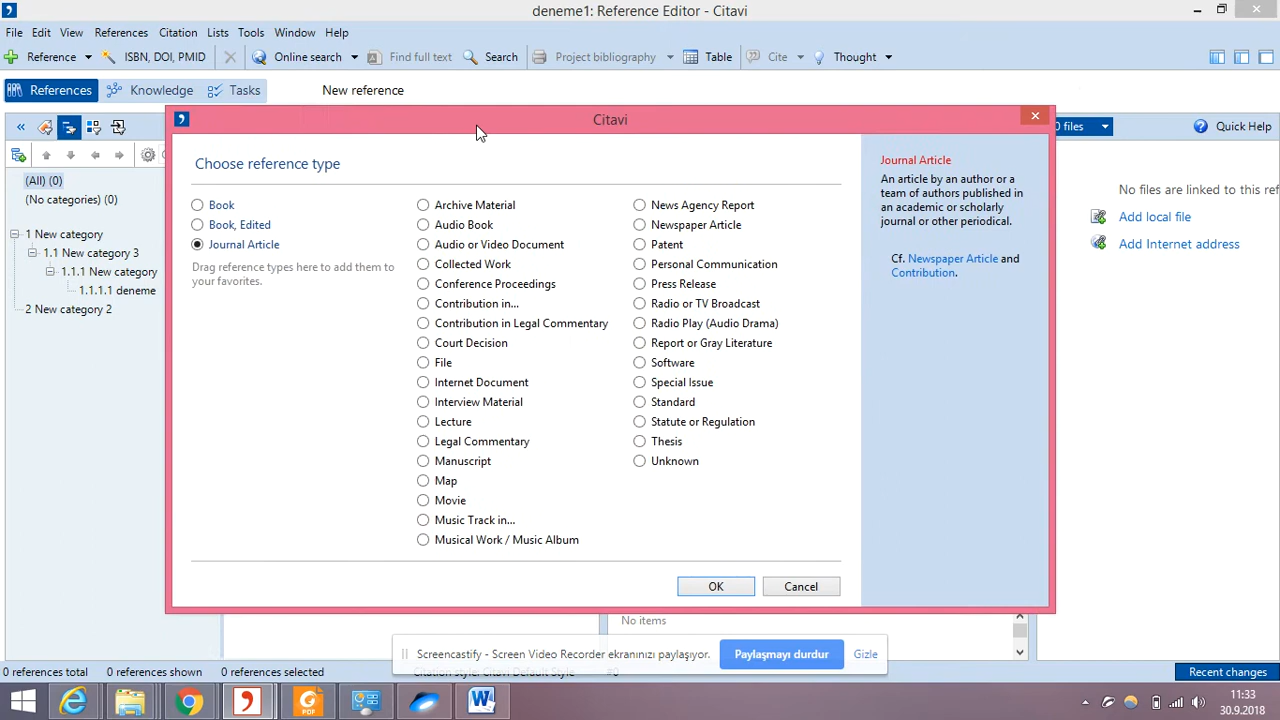 deneme1: Reference Editor - Citavi
File Edit View References Citation Lists Tools Window Help
Reference ISBN, DOI, PMID Online search Find full text Search Project bibliography Table Cite Thought
References Knowledge Tasks New reference
Citavi
0 files Quick Help
Choose reference type
(All) (0)
(No categories) (0)
1 New category
1.1 New category 3
1.1.1 New category
1.1.1.1 deneme
2 New category 2
Book
Book, Edited
Journal Article
Drag reference types here to add them to
your favorites.
Archive Material
Audio Book
Audio or Video Document
Collected Work
Conference Proceedings
Contribution in...
Contribution in Legal Commentary
Court Decision
File
Internet Document
Interview Material
Lecture
Legal Commentary
Manuscript
Map
Movie
Music Track in...
Musical Work / Music Album
News Agency Report
Newspaper Article
Patent
Personal Communication
Press Release
Radio or TV Broadcast
Radio Play (Audio Drama)
Report or Gray Literature
Software
Special Issue
Standard
Statute or Regulation
Thesis
Unknown
Journal Article
An article by an author or a
team of authors published in
an academic or scholarly
journal or other periodical.
Cf. Newspaper Article and
Contribution.
No files are linked to this ref
Add local file
Add Internet address
OK Cancel
No items
Screencastify - Screen Video Recorder ekranınızı paylaşıyor. Paylaşmayı durdur Gizle
0 references total 0 references shown 0 references selected Citation style: Citavi Default Style #0 Recent changes
11:33
30.9.2018